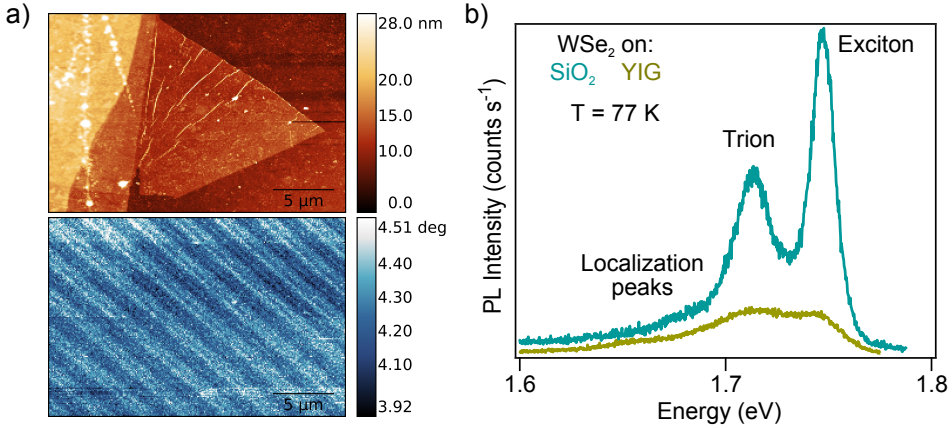 a)
28.0 nm
20.0
15.0
10.0
0.0
5 µm
4.51 deg
4.40
4.30
4.20
4.10
3.92
5 µm
b)
WSe₂ on:
SiO₂ YIG
T = 77 K
Exciton
Trion
Localization
peaks
PL Intensity (counts s⁻¹)
1.6
1.7
1.8
Energy (eV)